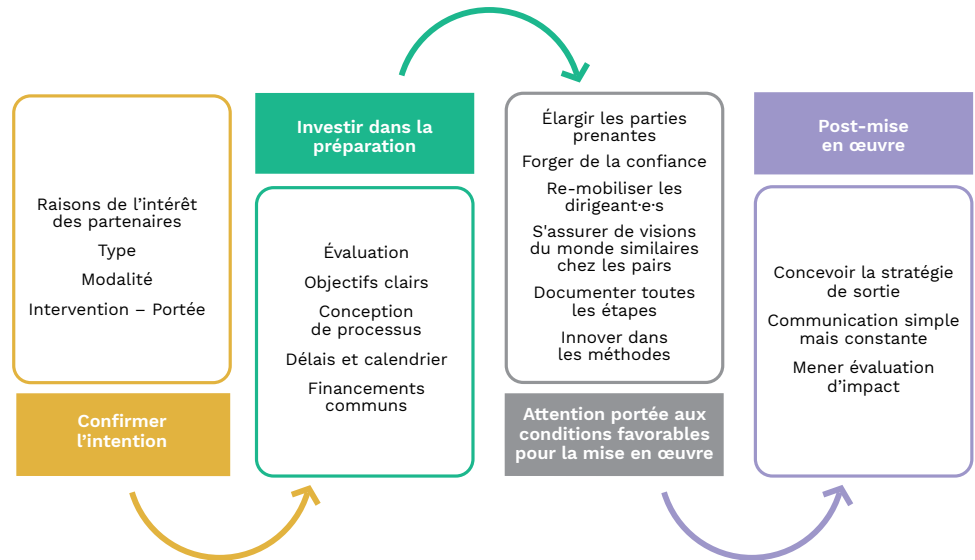 Raisons de l’intérêt
des partenaires
Type
Modalité
Intervention – Portée
Confirmer
l’intention
Investir dans la
préparation
Évaluation
Objectifs clairs
Conception
de processus
Délais et calendrier
Financements
communs
Élargir les parties
prenantes
Forger de la confiance
Re-mobiliser les
dirigeant·e·s
S'assurer de visions
du monde similaires
chez les pairs
Documenter toutes
les étapes
Innover dans
les méthodes
Attention portée aux
conditions favorables
pour la mise en œuvre
Post-mise
en œuvre
Concevoir la stratégie
de sortie
Communication simple
mais constante
Mener évaluation
d’impact